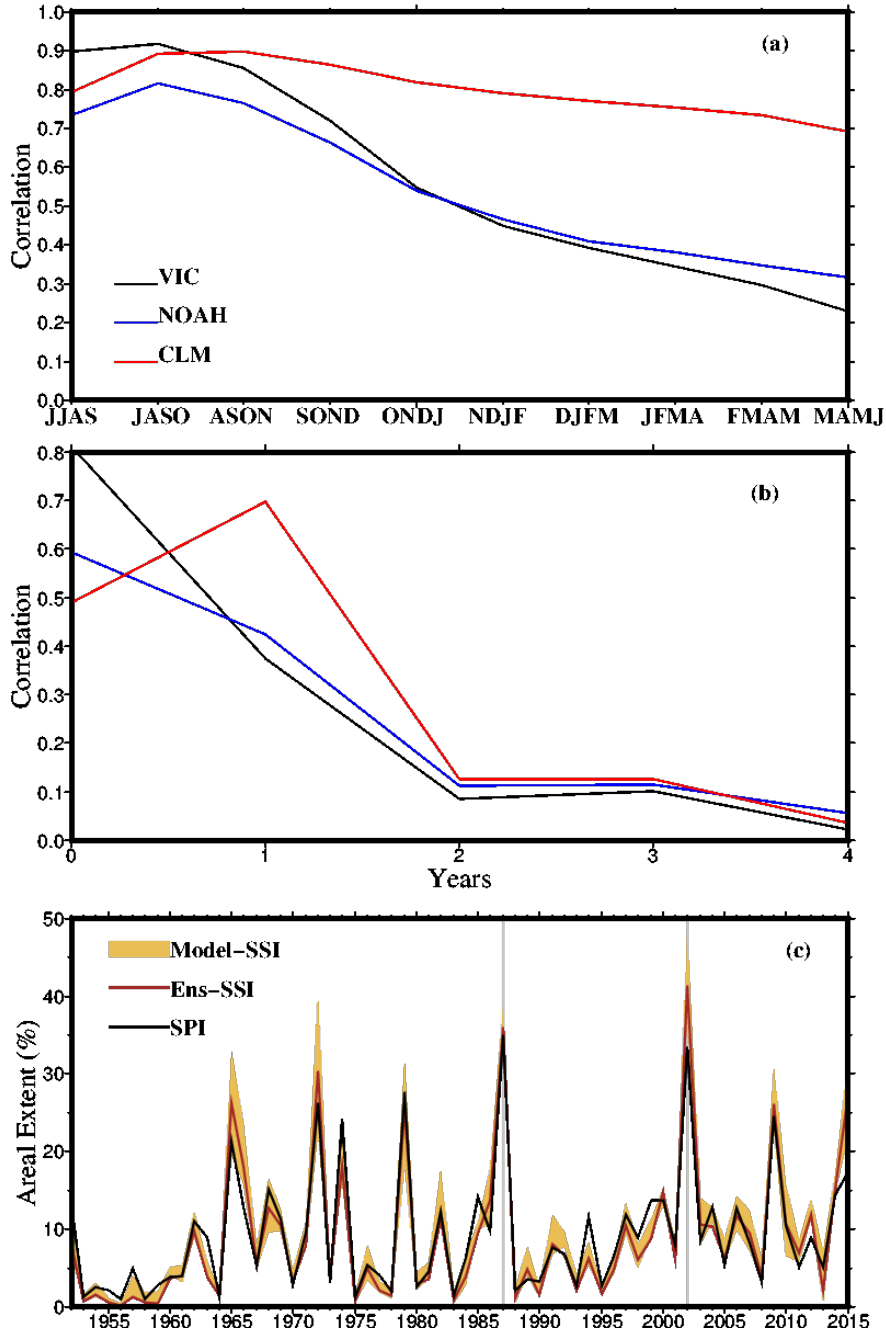 1.0
0.9
0.8
0.7
0.6
0.5
0.4
0.3
0.2
0.1
0.0
Correlation
(a)
VIC
NOAH
CLM
JJAS JASO ASON SOND ONDJ NDJF DJFM JFMA FMAM MAMJ
0.8
0.7
0.6
0.5
0.4
0.3
0.2
0.1
0.0
Correlation
(b)
0 1 2 3 4
Years
50
40
30
20
10
0
Areal Extent (%)
(c)
Model-SSI
Ens-SSI
SPI
1955 1960 1965 1970 1975 1980 1985 1990 1995 2000 2005 2010 2015